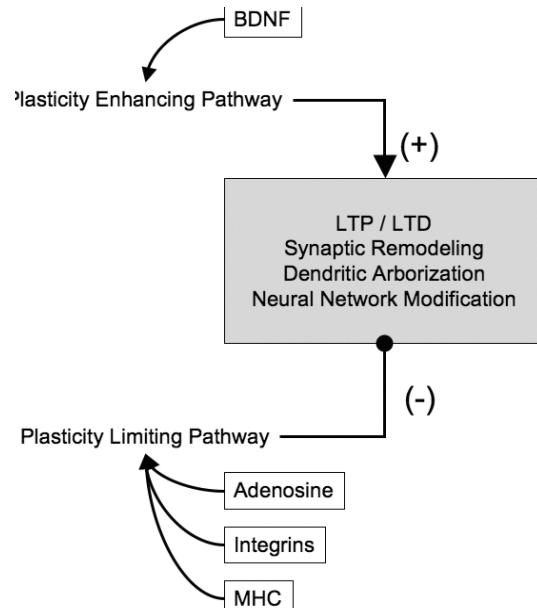 BDNF
Plasticity Enhancing Pathway
(+)
LTP / LTD
Synaptic Remodeling
Dendritic Arborization
Neural Network Modification
(-)
Plasticity Limiting Pathway
Adenosine
Integrins
MHC